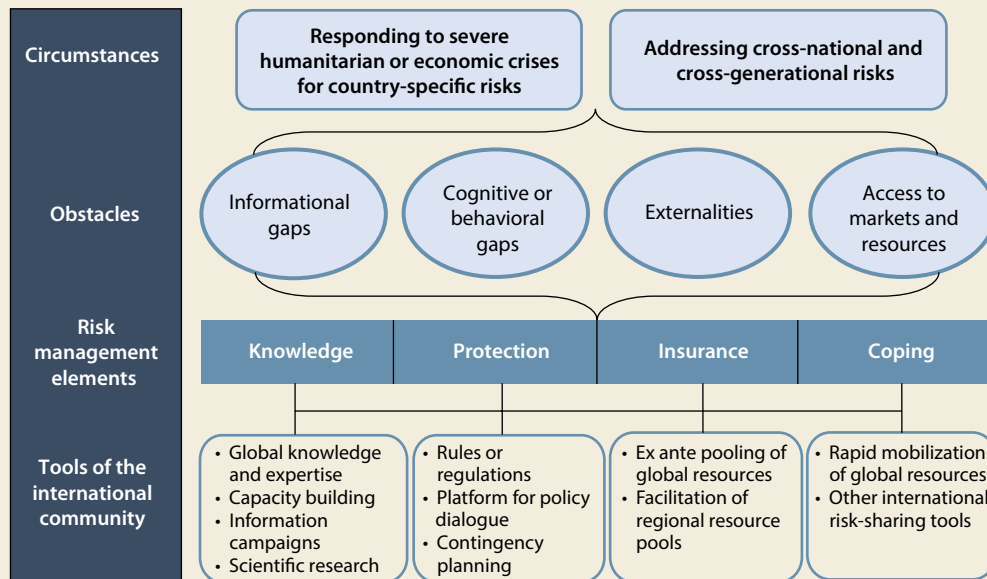 Circumstances
Responding to severe
humanitarian or economic crises
for country-specific risks
Addressing cross-national and
cross-generational risks
Obstacles
Informational
gaps
Cognitive or
behavioral
gaps
Externalities
Access to
markets and
resources
Risk
management
elements
Knowledge
Protection
Insurance
Coping
Tools of the
international
community
• Global knowledge
and expertise
• Capacity building
• Information
campaigns
• Scientific research
• Rules or
regulations
• Platform for policy
dialogue
• Contingency
planning
• Ex ante pooling of
global resources
• Facilitation of
regional resource
pools
• Rapid mobilization
of global resources
• Other international
risk-sharing tools